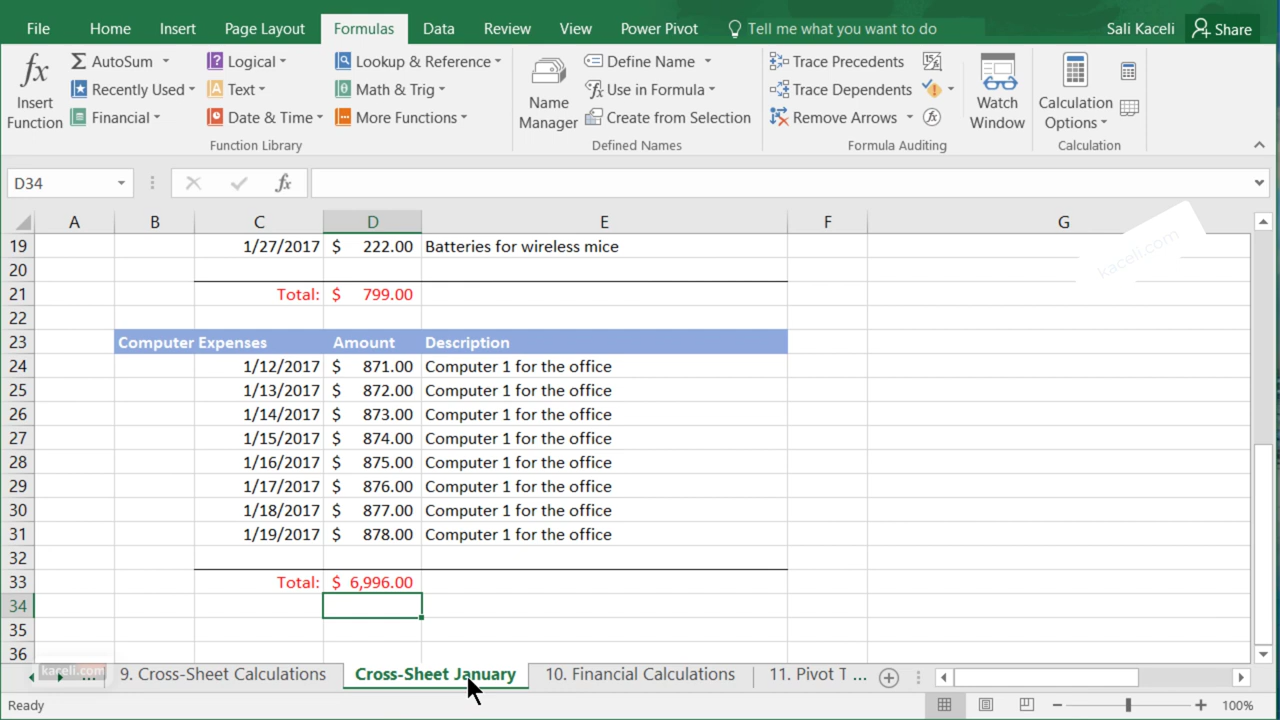 File Home Insert Page Layout Formulas Data Review View Power Pivot Tell me what you want to do Sali Kaceli Share
fx Insert Function
Σ AutoSum
Recently Used
Financial
Logical
Text
Date & Time
Lookup & Reference
Math & Trig
More Functions
Function Library
Name Manager
Define Name
Use in Formula
Create from Selection
Defined Names
Trace Precedents
Trace Dependents
Remove Arrows
Formula Auditing
Watch Window
Calculation Options
Calculation
D34 fx
A B C D E F G
kaceli.com
19 1/27/2017 $ 222.00 Batteries for wireless mice
20
21 Total: $ 799.00
22
23 Computer Expenses Amount Description
24 1/12/2017 $ 871.00 Computer 1 for the office
25 1/13/2017 $ 872.00 Computer 1 for the office
26 1/14/2017 $ 873.00 Computer 1 for the office
27 1/15/2017 $ 874.00 Computer 1 for the office
28 1/16/2017 $ 875.00 Computer 1 for the office
29 1/17/2017 $ 876.00 Computer 1 for the office
30 1/18/2017 $ 877.00 Computer 1 for the office
31 1/19/2017 $ 878.00 Computer 1 for the office
32
33 Total: $ 6,996.00
34
35
36
kaceli.com ... 9. Cross-Sheet Calculations Cross-Sheet January 10. Financial Calculations 11. Pivot T ...
Ready 100%